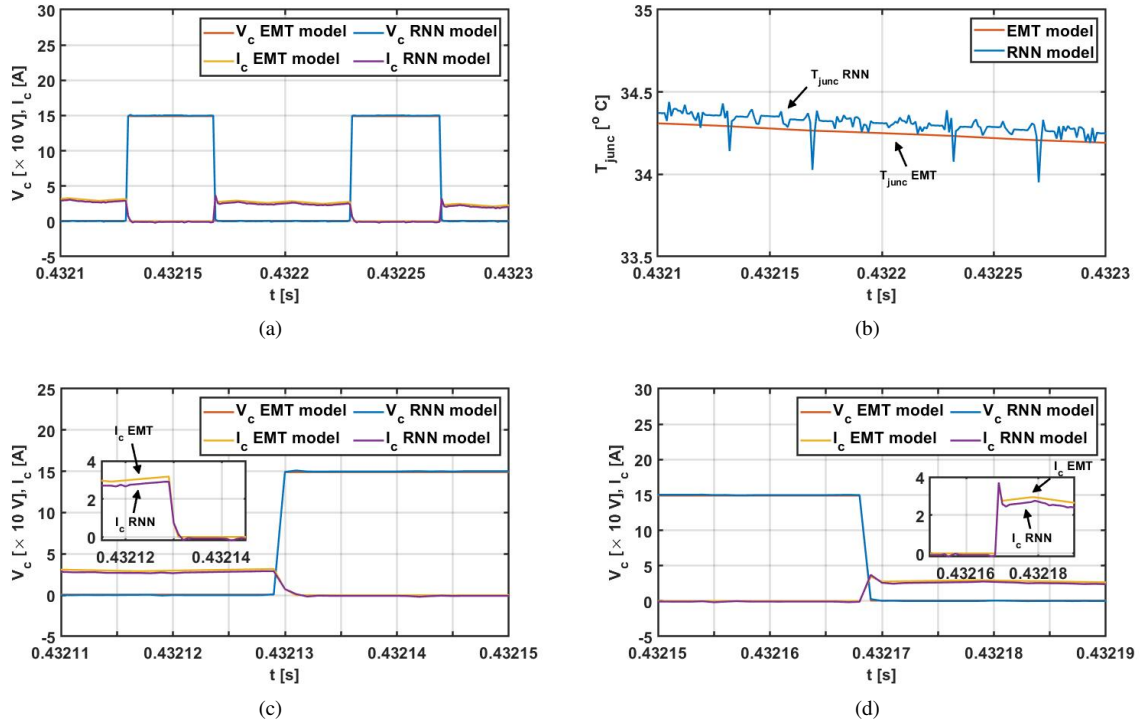 V_c EMT model V_c RNN model
I_c EMT model I_c RNN model
V_c [× 10 V], I_c [A]
30
25
20
15
10
5
0
-5
0.4321 0.43215 0.4322 0.43225 0.4323
t [s]
(a)
EMT model
RNN model
T_junc RNN
T_junc EMT
T_junc [° C]
35
34.5
34
33.5
0.4321 0.43215 0.4322 0.43225 0.4323
t [s]
(b)
V_c EMT model V_c RNN model
I_c EMT model I_c RNN model
V_c [× 10 V], I_c [A]
25
20
15
10
5
0
-5
I_c EMT
4
2
0
I_c RNN
0.43212 0.43214
0.43211 0.43212 0.43213 0.43214 0.43215
t [s]
(c)
V_c EMT model V_c RNN model
I_c EMT model I_c RNN model
V_c [× 10 V], I_c [A]
30
25
20
15
10
5
0
-5
I_c EMT
4
2
0
I_c RNN
0.43216 0.43218
0.43215 0.43216 0.43217 0.43218 0.43219
t [s]
(d)